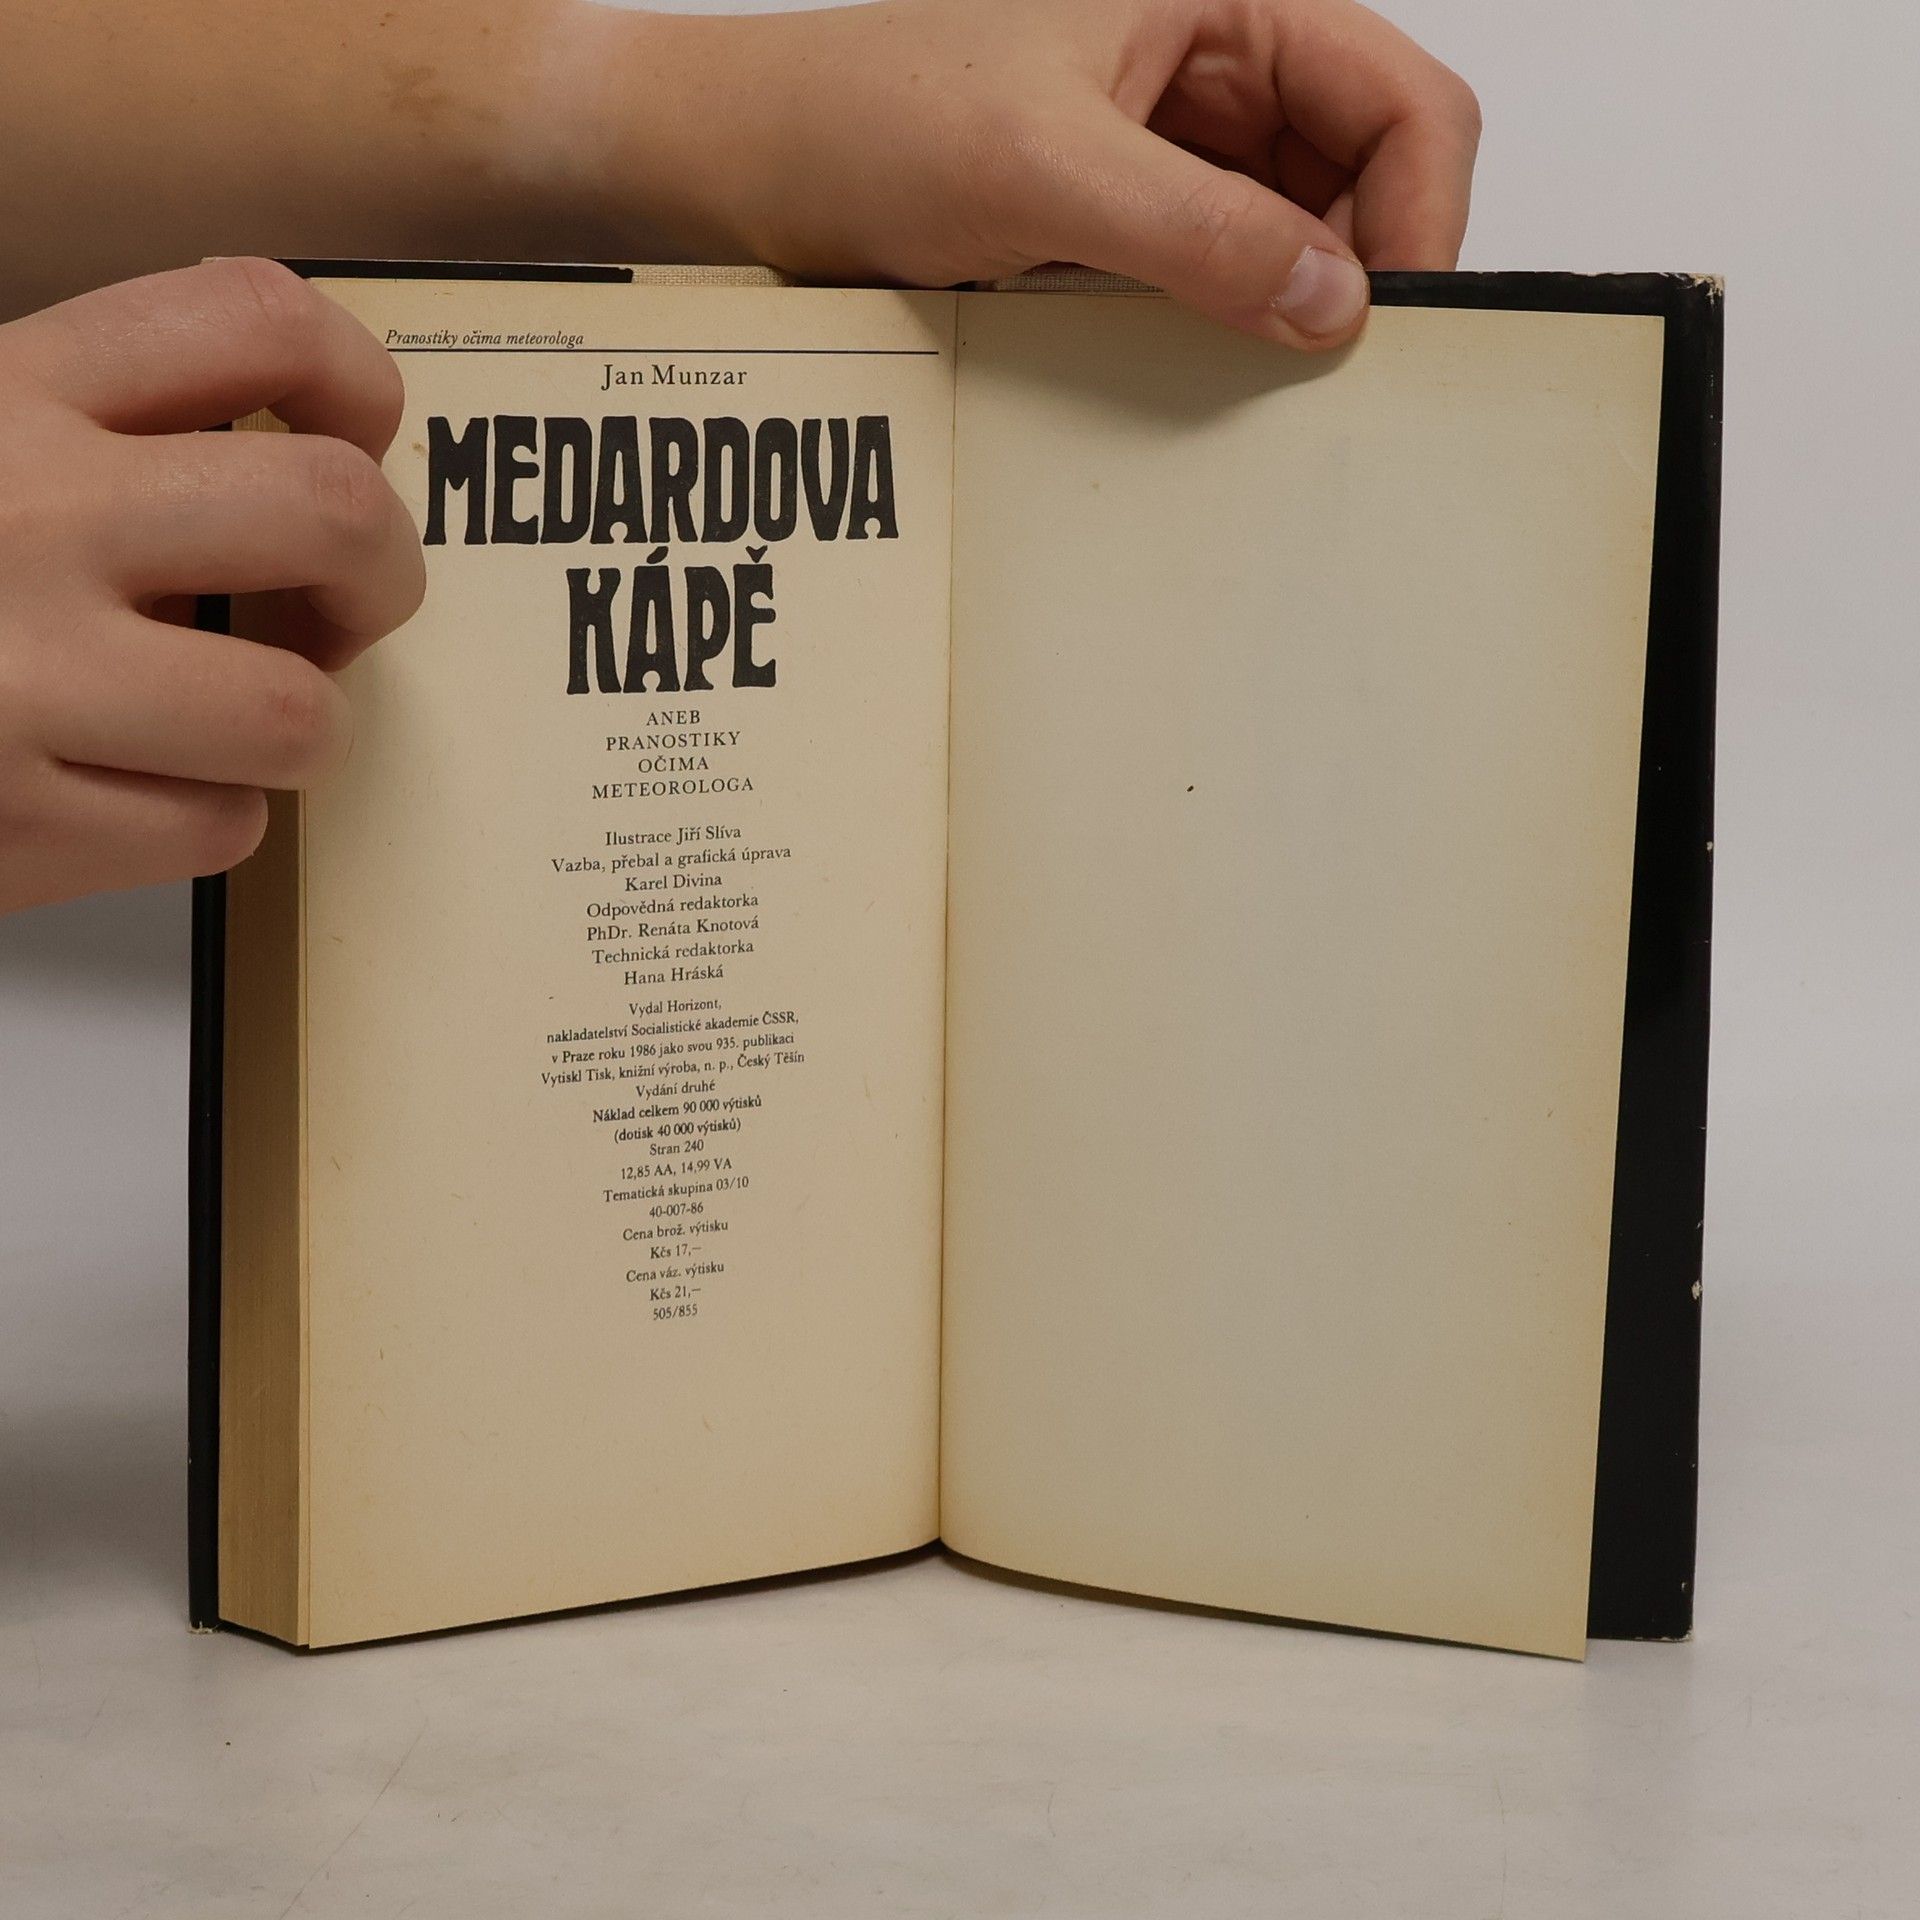 Pranostiky očima meteorologa
Jan Munzar
MEDARDOVA
KÁPĚ
ANEB
PRANOSTIKY
OČIMA
METEOROLOGA
Ilustrace Jiří Slíva
Vazba, přebal a grafická úprava
Karel Divina
Odpovědná redaktorka
PhDr. Renáta Knotová
Technická redaktorka
Hana Hráská
Vydal Horizont,
nakladatelství Socialistické akademie ČSSR,
v Praze roku 1986 jako svou 935. publikaci
Vytiskl Tisk, knižní výroba, n. p., Český Těšín
Vydání druhé
Náklad celkem 90 000 výtisků
(dotisk 40 000 výtisků)
Stran 240
12,85 AA, 14,99 VA
Tematická skupina 03/10
40-007-86
Cena brož. výtisku
Kčs 17,—
Cena váz. výtisku
Kčs 21,—
505/855